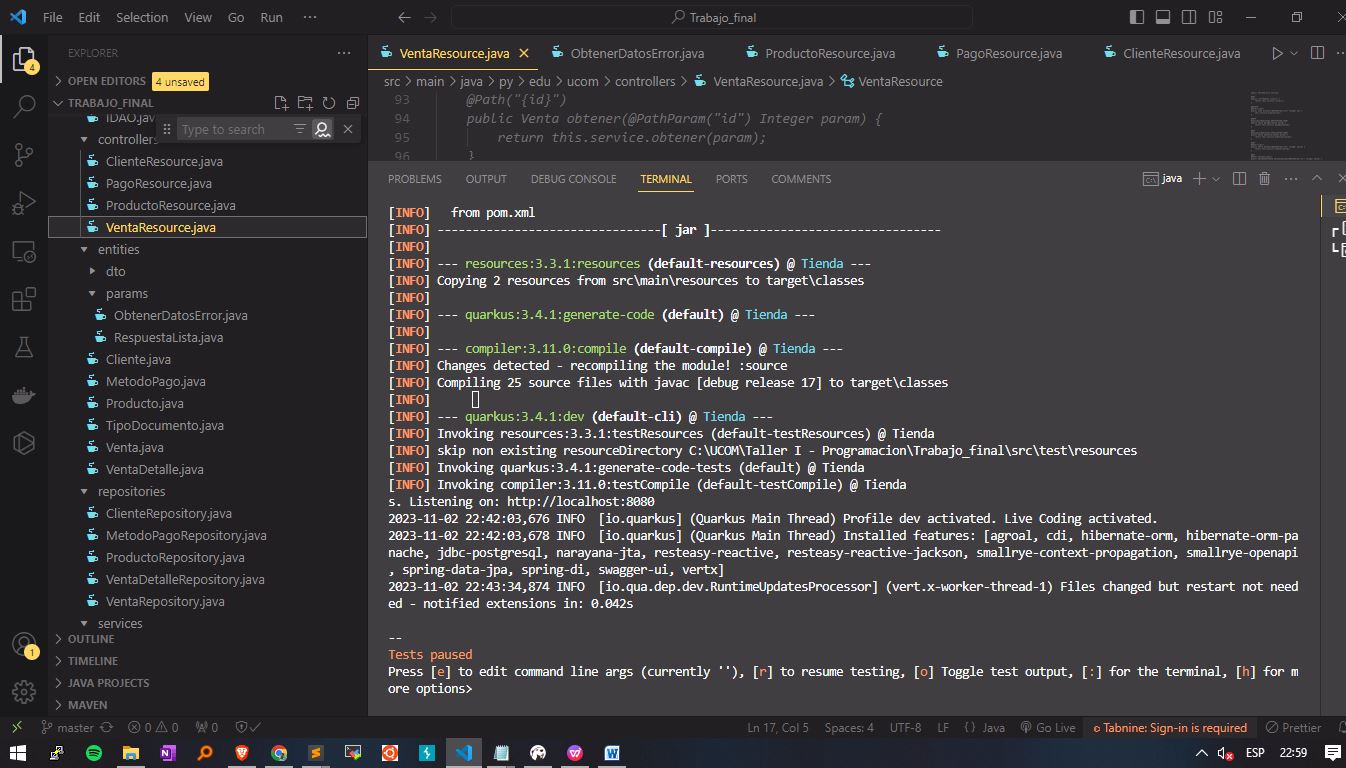 File Edit Selection View Go Run ··· Trabajo_final
EXPLORER ···
OPEN EDITORS 4 unsaved
TRABAJO_FINAL
IDAO.java
Type to search
controllers
ClienteResource.java
PagoResource.java
ProductoResource.java
VentaResource.java
entities
dto
params
ObtenerDatosError.java
RespuestaLista.java
Cliente.java
MetodoPago.java
Producto.java
TipoDocumento.java
Venta.java
VentaDetalle.java
repositories
ClienteRepository.java
MetodoPagoRepository.java
ProductoRepository.java
VentaDetalleRepository.java
VentaRepository.java
services
OUTLINE
TIMELINE
JAVA PROJECTS
MAVEN
4
1
VentaResource.java ObtenerDatosError.java ProductoResource.java PagoResource.java ClienteResource.java
src > main > java > py > edu > ucom > controllers > VentaResource.java > VentaResource
93 @Path("{id}")
94 public Venta obtener(@PathParam("id") Integer param) {
95 return this.service.obtener(param);
96 }
PROBLEMS OUTPUT DEBUG CONSOLE TERMINAL PORTS COMMENTS java
[INFO]   from pom.xml
[INFO] --------------------------------[ jar ]---------------------------------
[INFO]
[INFO] --- resources:3.3.1:resources (default-resources) @ Tienda ---
[INFO] Copying 2 resources from src\main\resources to target\classes
[INFO]
[INFO] --- quarkus:3.4.1:generate-code (default) @ Tienda ---
[INFO]
[INFO] --- compiler:3.11.0:compile (default-compile) @ Tienda ---
[INFO] Changes detected - recompiling the module! :source
[INFO] Compiling 25 source files with javac [debug release 17] to target\classes
[INFO]
[INFO] --- quarkus:3.4.1:dev (default-cli) @ Tienda ---
[INFO] Invoking resources:3.3.1:testResources (default-testResources) @ Tienda
[INFO] skip non existing resourceDirectory C:\UCOM\Taller I - Programacion\Trabajo_final\src\test\resources
[INFO] Invoking quarkus:3.4.1:generate-code-tests (default) @ Tienda
[INFO] Invoking compiler:3.11.0:testCompile (default-testCompile) @ Tienda
s. Listening on: http://localhost:8080
2023-11-02 22:42:03,676 INFO  [io.quarkus] (Quarkus Main Thread) Profile dev activated. Live Coding activated.
2023-11-02 22:42:03,678 INFO  [io.quarkus] (Quarkus Main Thread) Installed features: [agroal, cdi, hibernate-orm, hibernate-orm-pa
nache, jdbc-postgresql, narayana-jta, resteasy-reactive, resteasy-reactive-jackson, smallrye-context-propagation, smallrye-openapi
, spring-data-jpa, spring-di, swagger-ui, vertx]
2023-11-02 22:43:34,874 INFO  [io.qua.dep.dev.RuntimeUpdatesProcessor] (vert.x-worker-thread-1) Files changed but restart not need
ed - notified extensions in: 0.042s
--
Tests paused
Press [e] to edit command line args (currently ''), [r] to resume testing, [o] Toggle test output, [:] for the terminal, [h] for m
ore options>
master 0 0 0 Ln 17, Col 5 Spaces: 4 UTF-8 LF {} Java Go Live Tabnine: Sign-in is required Prettier
ESP 22:59